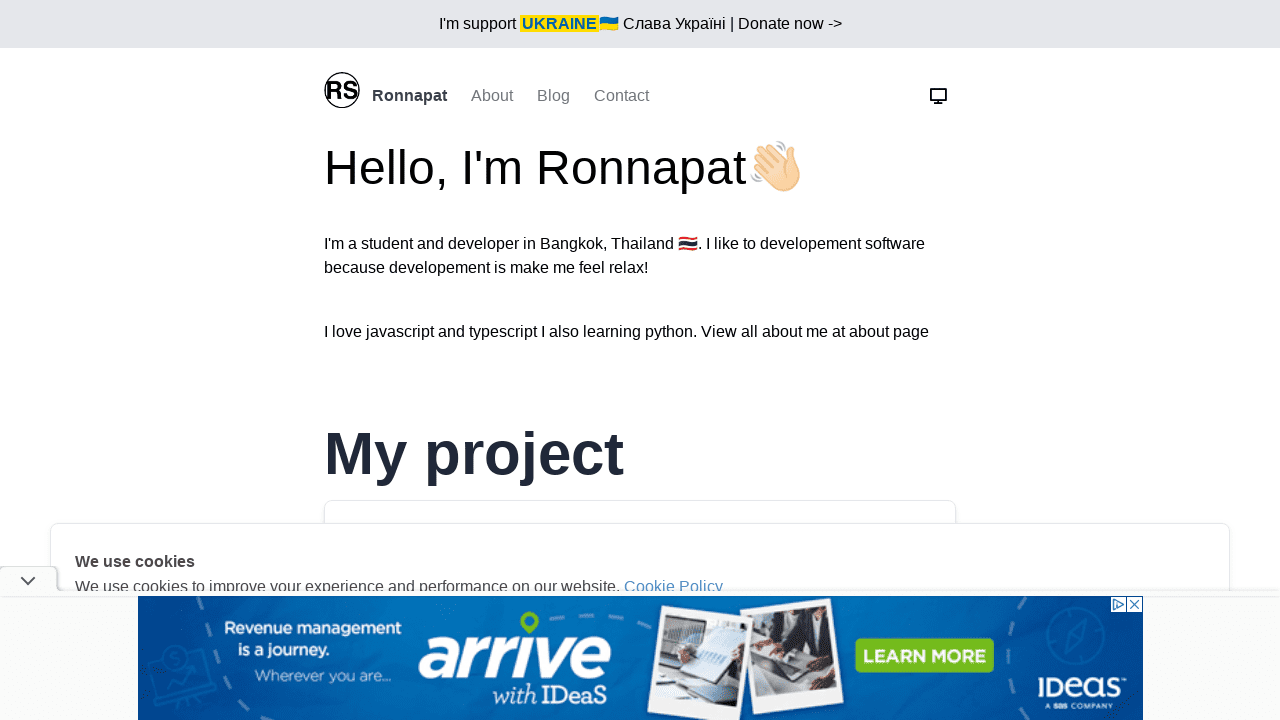 I'm support UKRAINE🇺🇦 Слава Україні | Donate now ->
RS Ronnapat About Blog Contact
Hello, I'm Ronnapat👋🏻
I'm a student and developer in Bangkok, Thailand 🇹🇭. I like to developement software
because developement is make me feel relax!
I love javascript and typescript I also learning python. View all about me at about page
My project
We use cookies
We use cookies to improve your experience and performance on our website. Cookie Policy
Revenue management
is a journey.
Wherever you are...
arrive
with IDeaS
LEARN MORE
IDeaS™
A SAS COMPANY